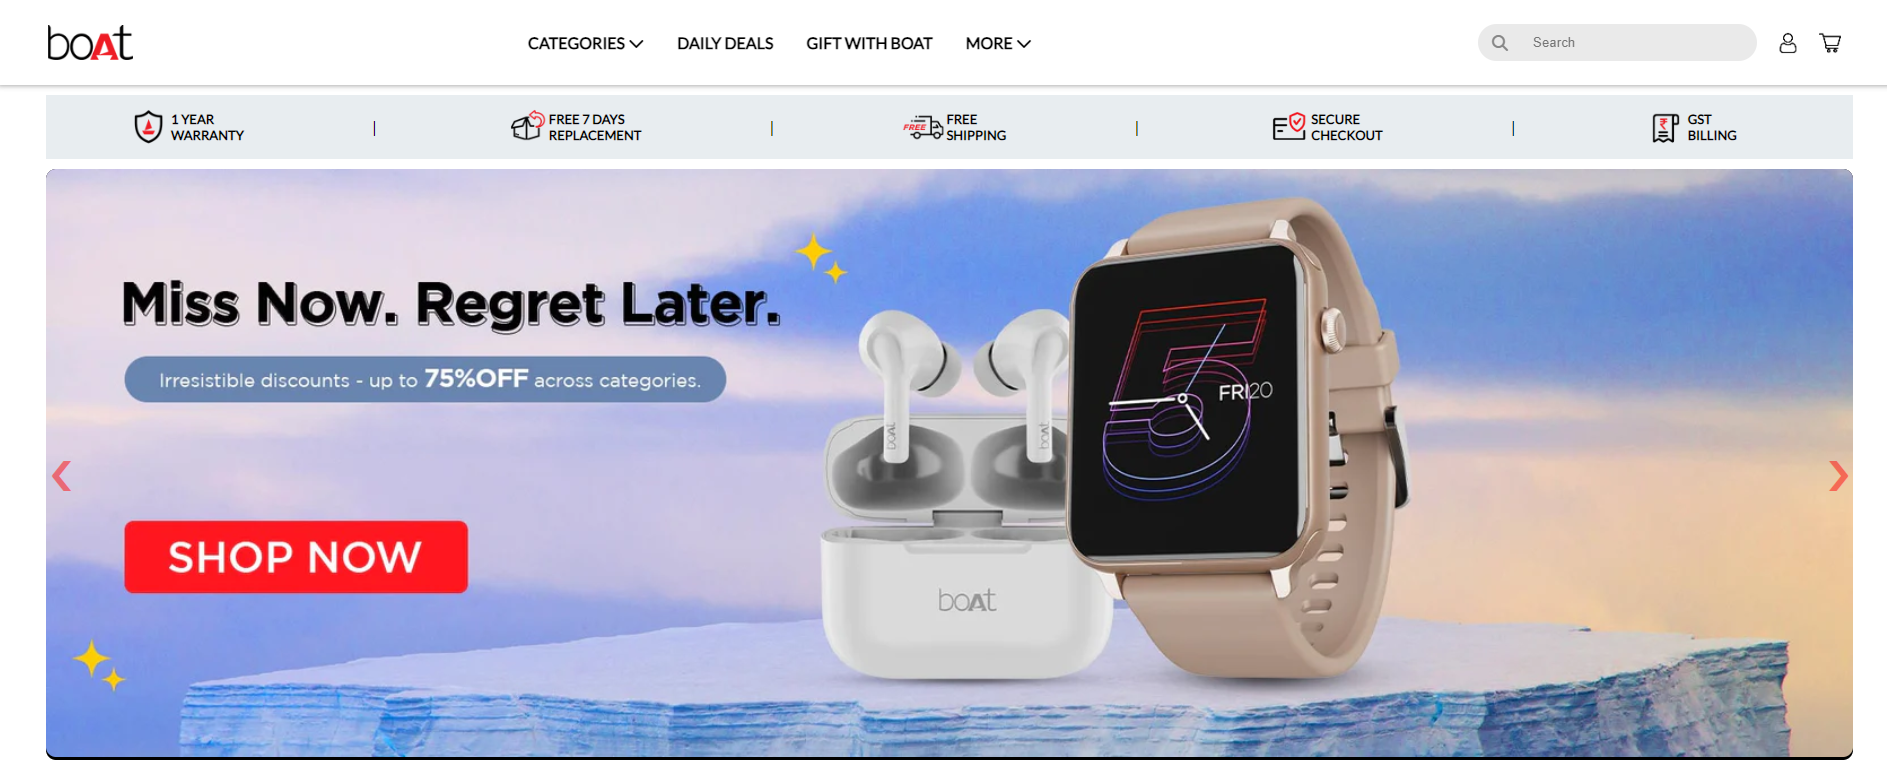 boAt
CATEGORIES
DAILY DEALS
GIFT WITH BOAT
MORE
Search
1 YEAR
WARRANTY
FREE 7 DAYS
REPLACEMENT
FREE
FREE
SHIPPING
SECURE
CHECKOUT
₹
GST
BILLING
Miss Now. Regret Later.
Irresistible discounts - up to 75%OFF across categories.
boAt
boAt
5
FRI20
SHOP NOW
boAt